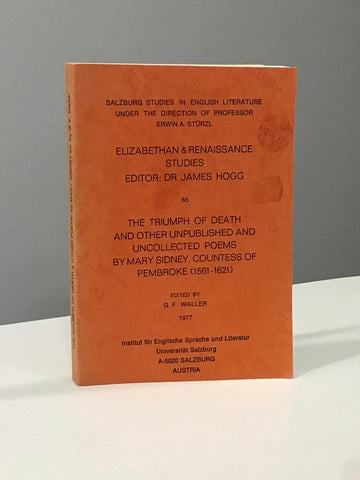 SALZBURG STUDIES IN ENGLISH LITERATURE
UNDER THE DIRECTION OF PROFESSOR
ERWIN A. STÜRZL
ELIZABETHAN & RENAISSANCE
STUDIES
EDITOR: DR. JAMES HOGG
65
THE TRIUMPH OF DEATH
AND OTHER UNPUBLISHED AND
UNCOLLECTED POEMS
BY MARY SIDNEY, COUNTESS OF
PEMBROKE (1561-1621)
EDITED BY
G. F. WALLER
1977
Institut für Englische Sprache und Literatur
Universität Salzburg
A-5020 SALZBURG
AUSTRIA